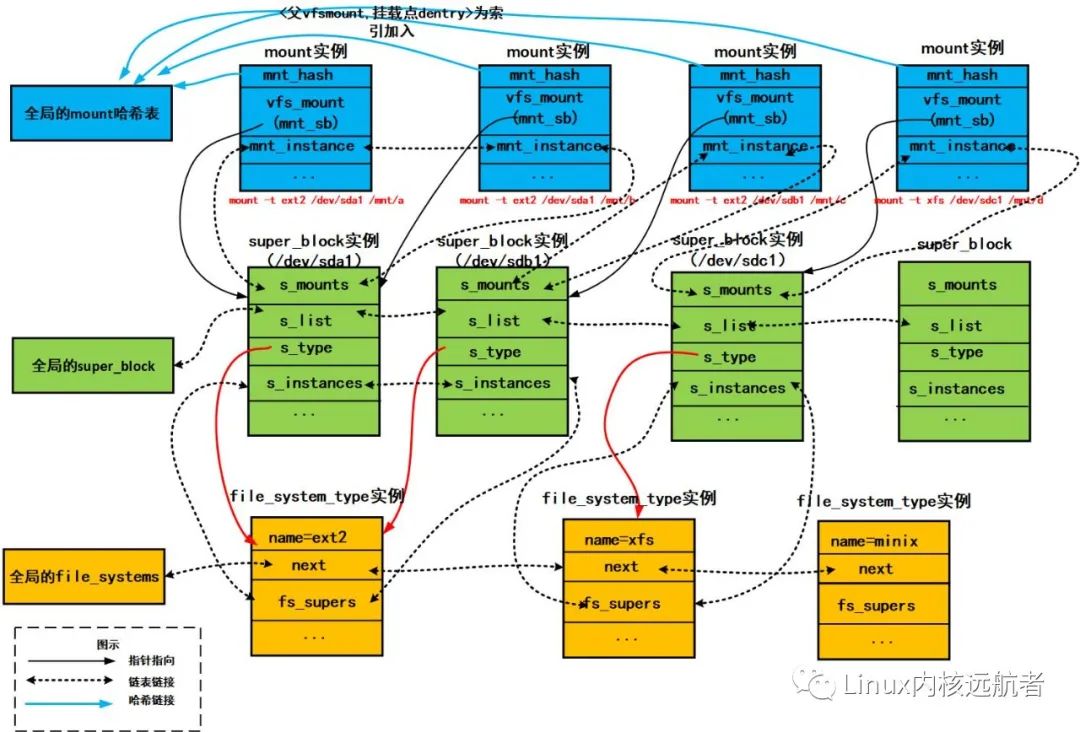 <父vfsmount,挂载点dentry>为索
引加入
mount实例
mount实例
mount实例
mount实例
全局的mount哈希表
mnt_hash
vfs_mount
(mnt_sb)
mnt_instance
...
mnt_hash
vfs_mount
(mnt_sb)
mnt_instance
...
mnt_hash
vfs_mount
(mnt_sb)
mnt_instance
...
mnt_hash
vfs_mount
(mnt_sb)
mnt_instance
...
mount -t ext2 /dev/sda1 /mnt/a
mount -t ext2 /dev/sda1 /mnt/b
mount -t ext2 /dev/sdb1 /mnt/c
mount -t xfs /dev/sdc1 /mnt/d
super_block实例
(/dev/sda1)
super_block实例
(/dev/sdb1)
super_block实例
(/dev/sdc1)
super_block
全局的super_block
s_mounts
s_list
s_type
s_instances
...
s_mounts
s_list
s_type
s_instances
...
s_mounts
s_list
s_type
s_instances
...
s_mounts
s_list
s_type
s_instances
...
file_system_type实例
file_system_type实例
file_system_type实例
全局的file_systems
name=ext2
next
fs_supers
...
name=xfs
next
fs_supers
...
name=minix
next
fs_supers
...
图示
指针指向
链表链接
哈希链接
Linux内核远航者